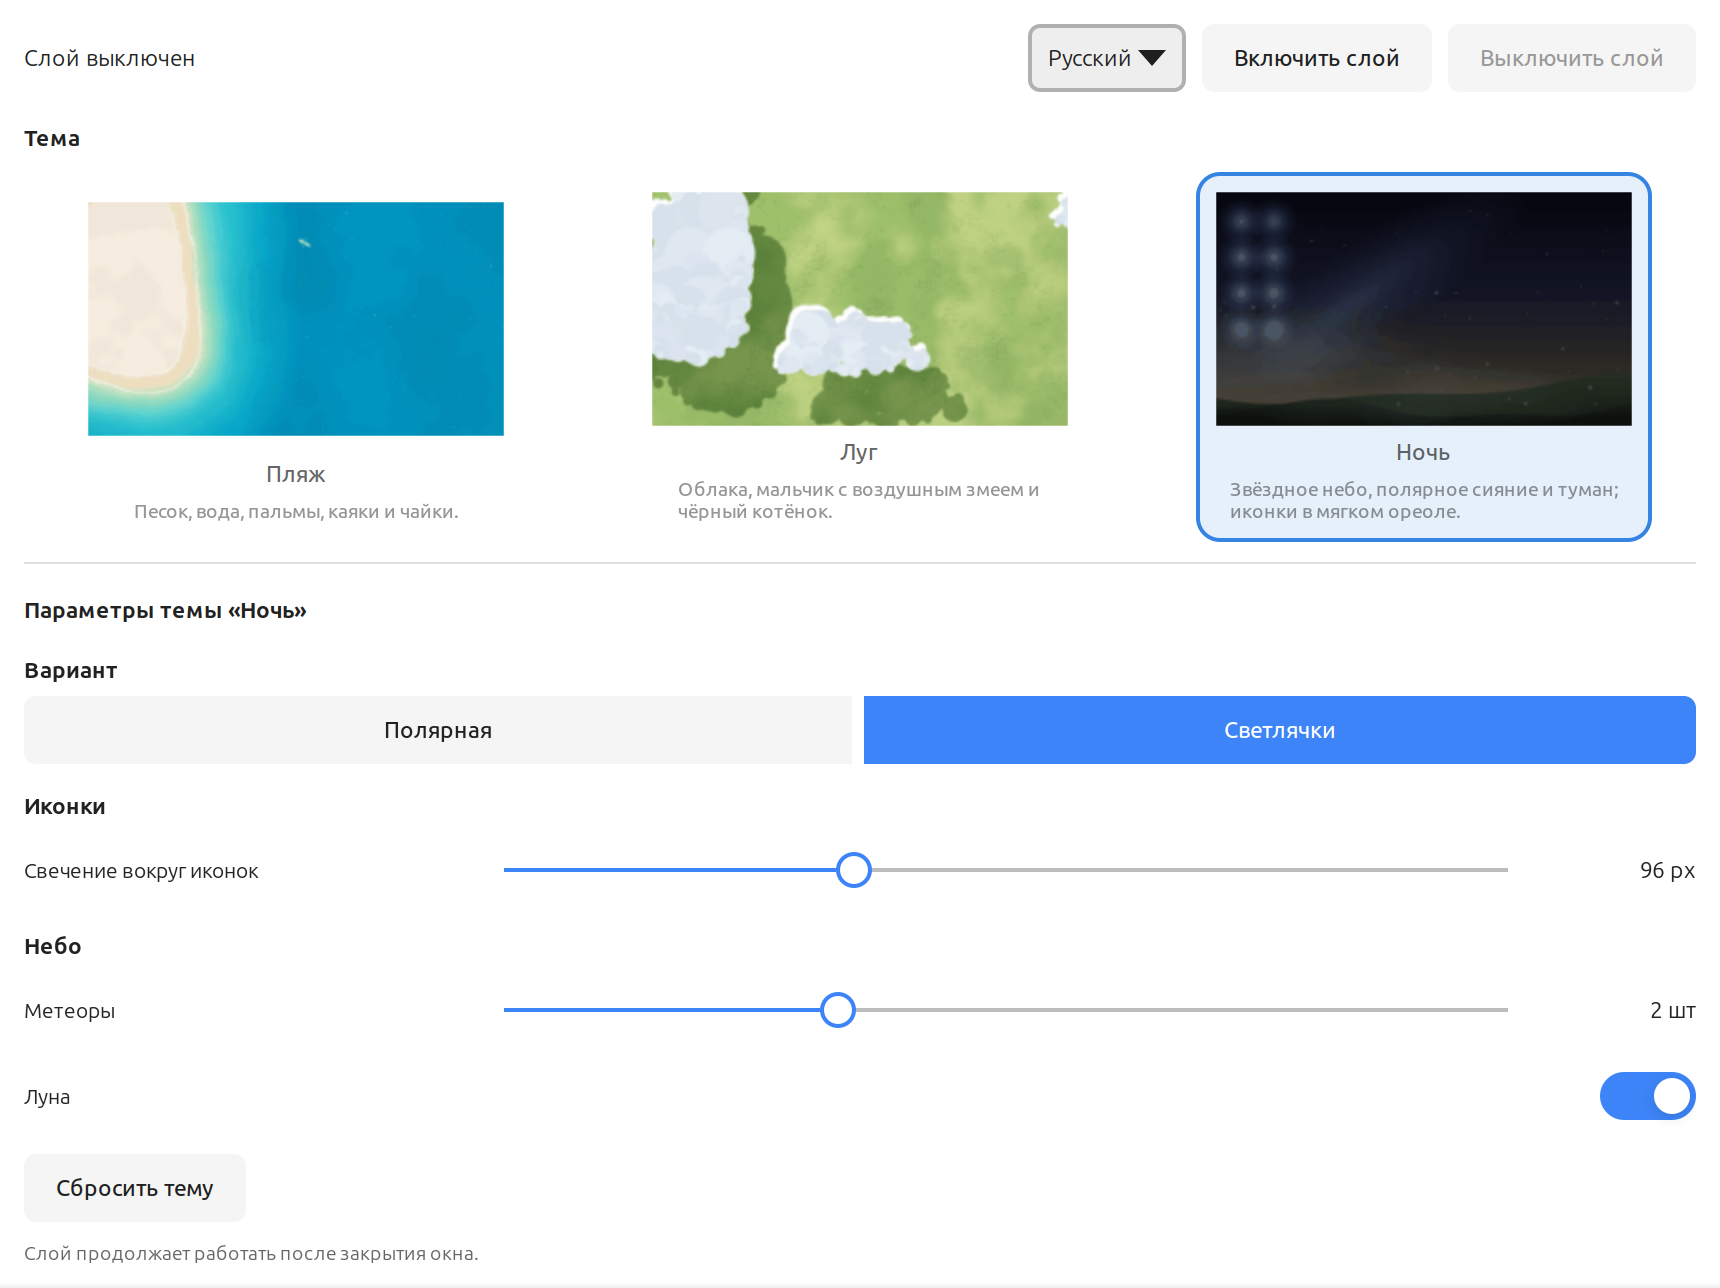 Слой выключен
Русский
Включить слой
Выключить слой
Тема
Пляж
Песок, вода, пальмы, каяки и чайки.
Луг
Облака, мальчик с воздушным змеем и
чёрный котёнок.
Ночь
Звёздное небо, полярное сияние и туман;
иконки в мягком ореоле.
Параметры темы «Ночь»
Вариант
Полярная
Светлячки
Иконки
Свечение вокруг иконок
96 px
Небо
Метеоры
2 шт
Луна
Сбросить тему
Слой продолжает работать после закрытия окна.